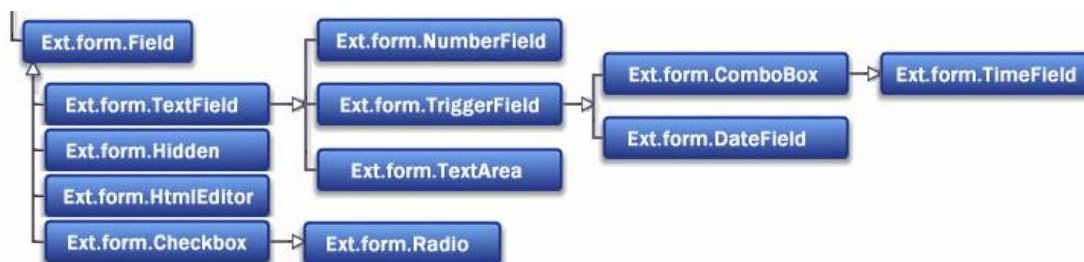 Ext.form.Field
Ext.form.NumberField
Ext.form.ComboBox
Ext.form.TimeField
Ext.form.TextField
Ext.form.TriggerField
Ext.form.DateField
Ext.form.Hidden
Ext.form.TextArea
Ext.form.HtmlEditor
Ext.form.Checkbox
Ext.form.Radio